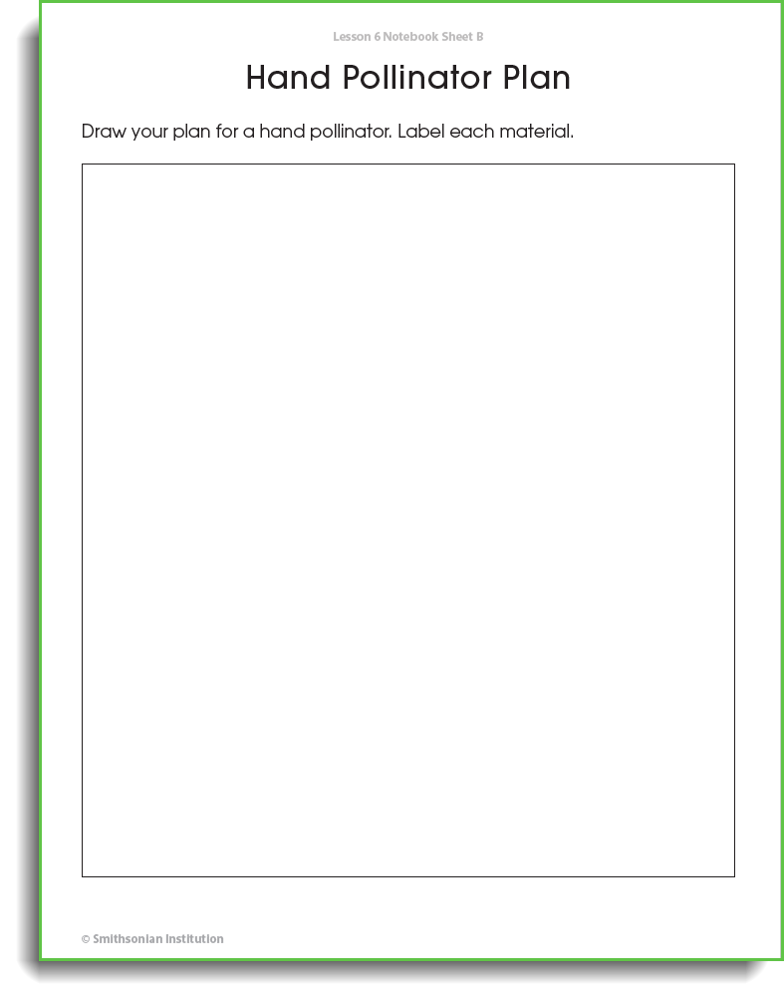 Lesson 6 Notebook Sheet B
Hand Pollinator Plan
Draw your plan for a hand pollinator. Label each material.
© Smithsonian Institution